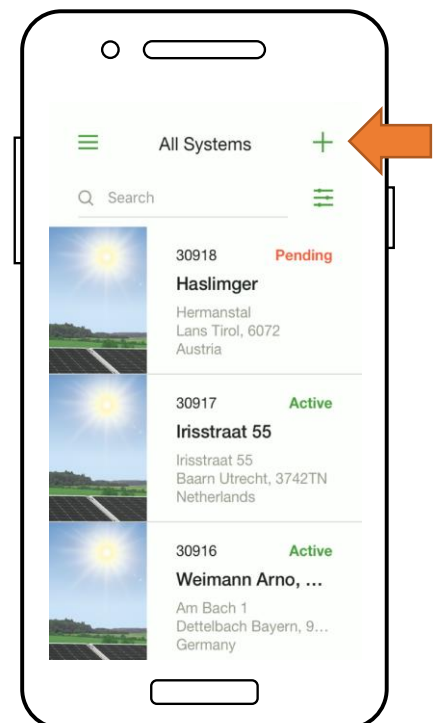 All Systems
Search
30918 Pending
Haslimger
Hermanstal
Lans Tirol, 6072
Austria
30917 Active
Irisstraat 55
Irisstraat 55
Baarn Utrecht, 3742TN
Netherlands
30916 Active
Weimann Arno, ...
Am Bach 1
Dettelbach Bayern, 9...
Germany